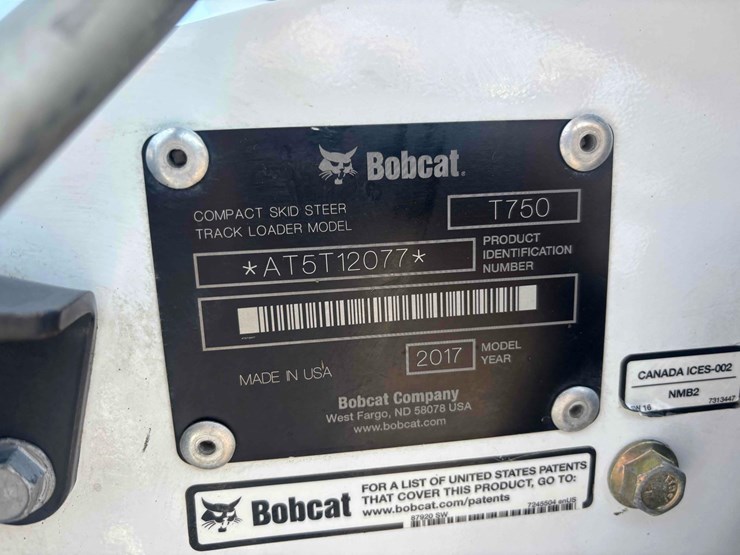 Bobcat.
COMPACT SKID STEER
TRACK LOADER MODEL
T750
*AT5T12077*
PRODUCT
IDENTIFICATION
NUMBER
MADE IN USA
2017
MODEL
YEAR
Bobcat Company
West Fargo, ND 58078 USA
www.bobcat.com
CANADA ICES-002
NMB2
7313447
Bobcat
FOR A LIST OF UNITED STATES PATENTS
THAT COVER THIS PRODUCT, GO TO:
www.bobcat.com/patents
7245504 enUS
87920 SW